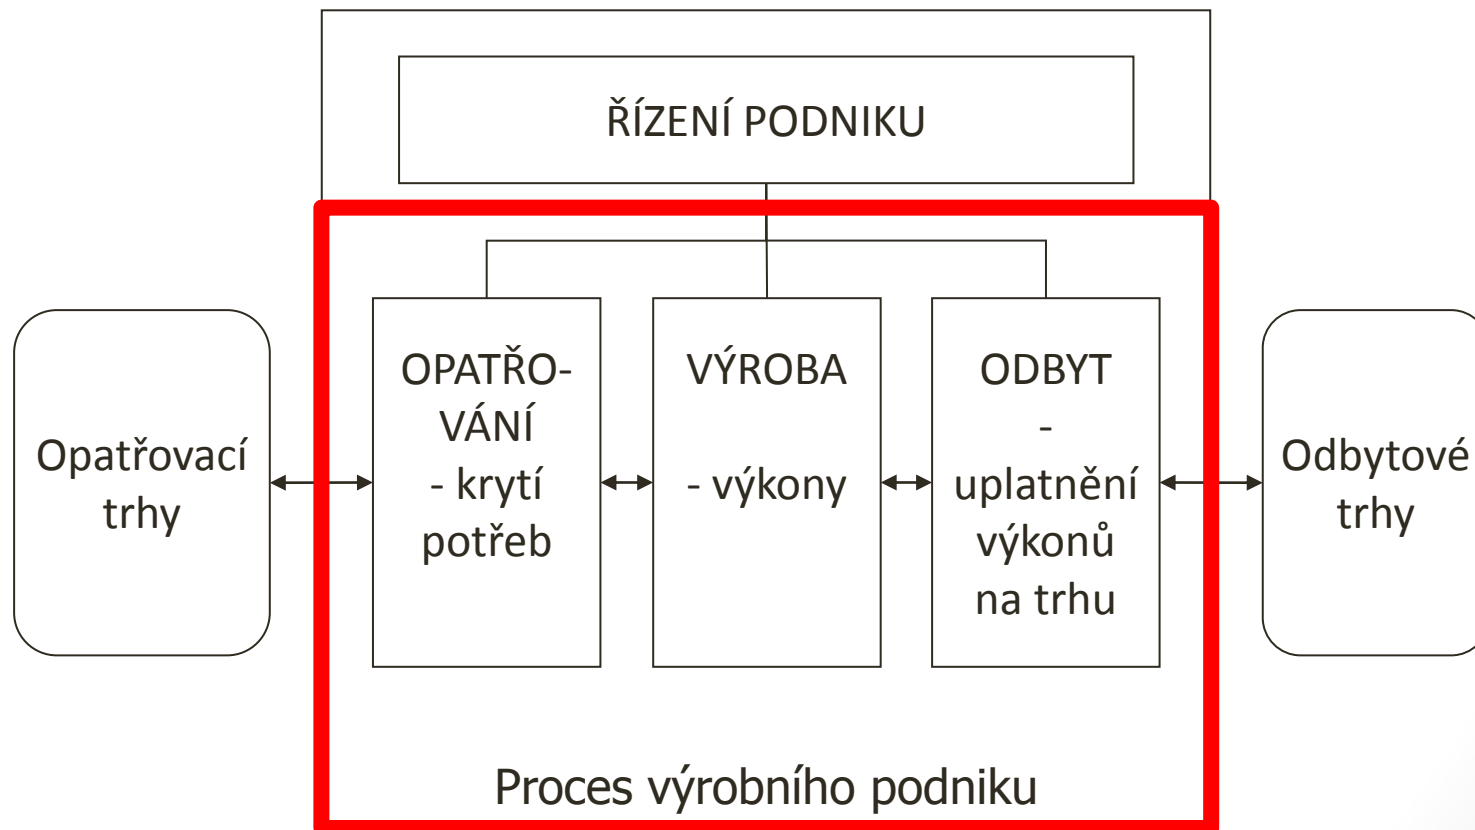 ŘÍZENÍ PODNIKU
Opatřovací
trhy
OPATŘO-
VÁNÍ
- krytí
potřeb
VÝROBA
- výkony
ODBYT
-
uplatnění
výkonů
na trhu
Odbytové
trhy
Proces výrobního podniku